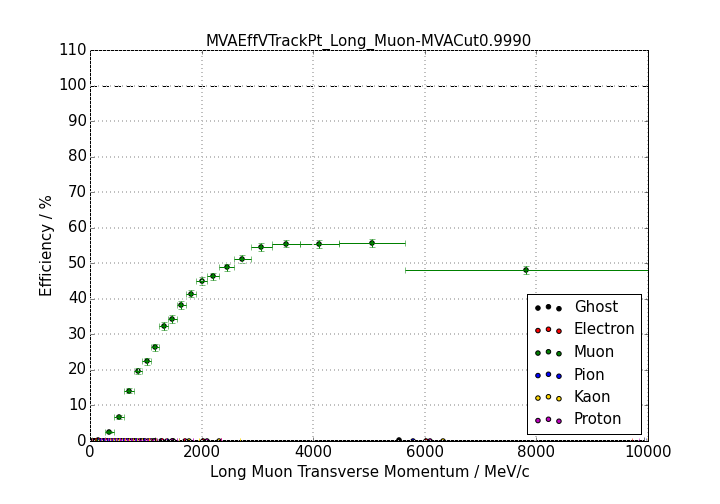 MVAEffVTrackPt_Long_Muon-MVACut0.9990
110
100
90
80
70
60
50
40
30
20
10
0
Efficiency / %
Ghost
Electron
Muon
Pion
Kaon
Proton
0 2000 4000 6000 8000 10000
Long Muon Transverse Momentum / MeV/c